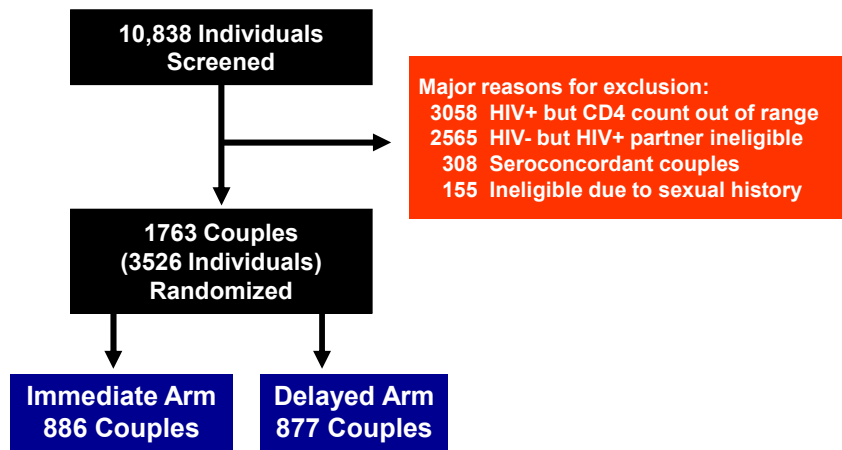 10,838 Individuals
Screened
Major reasons for exclusion:
3058 HIV+ but CD4 count out of range
2565 HIV- but HIV+ partner ineligible
308 Seroconcordant couples
155 Ineligible due to sexual history
1763 Couples
(3526 Individuals)
Randomized
Immediate Arm
886 Couples
Delayed Arm
877 Couples